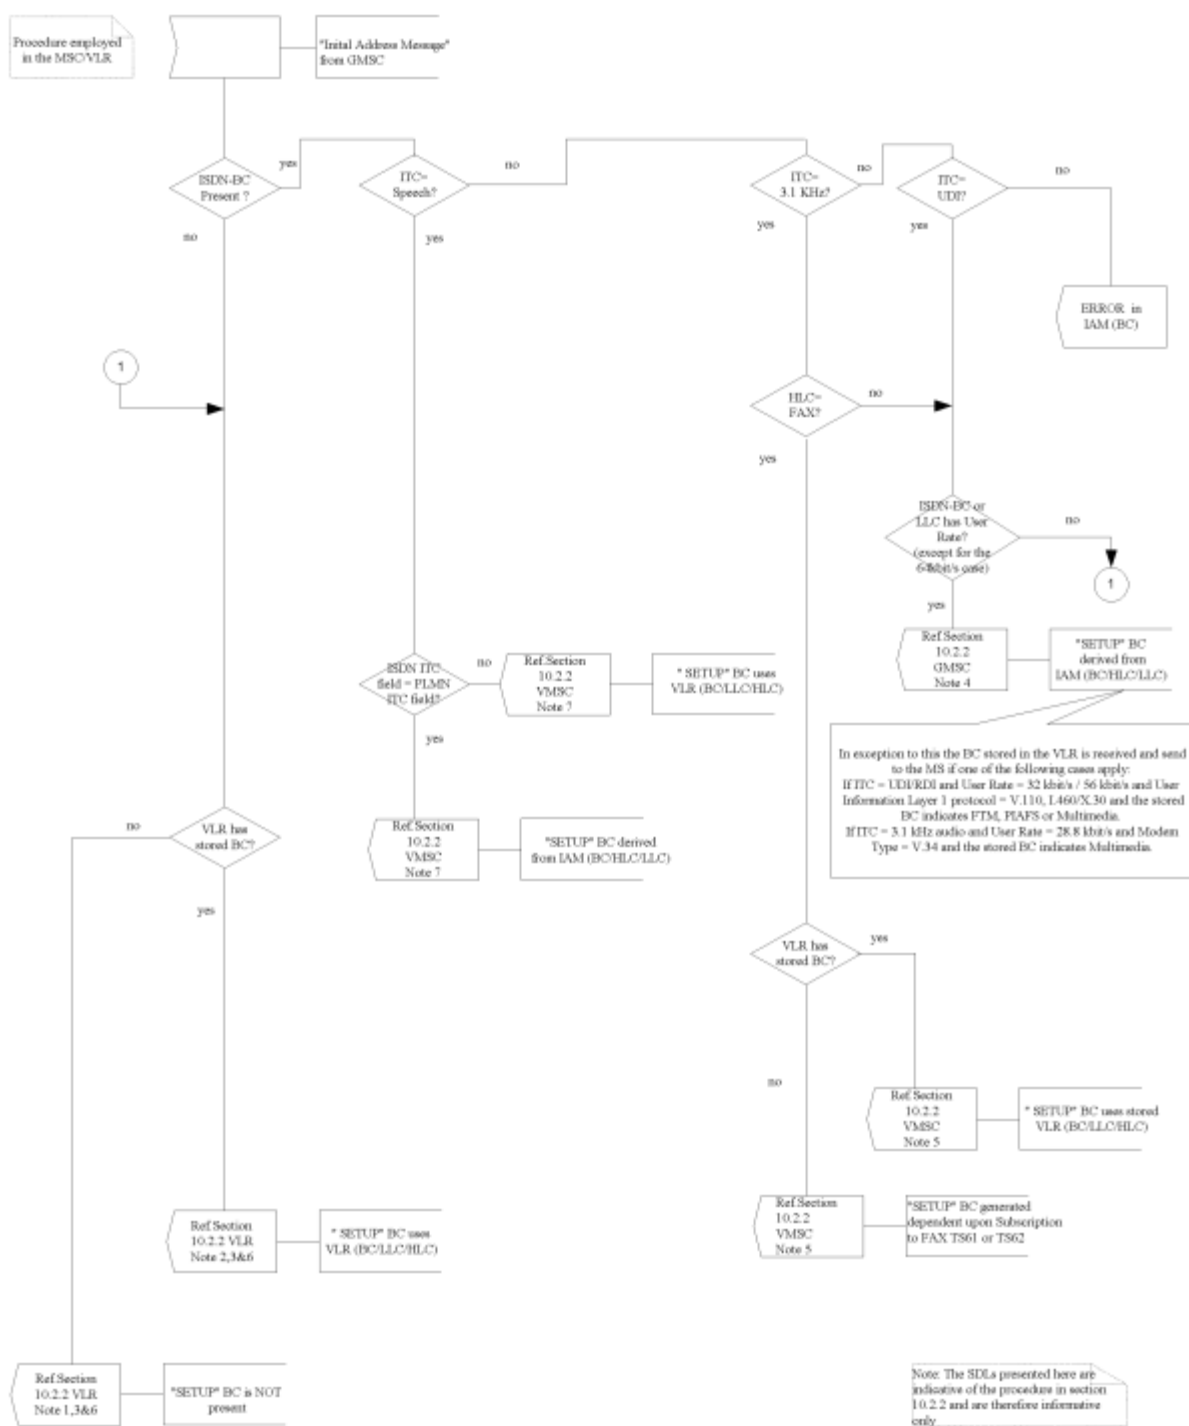 Procedure employed
in the MSC/VLR
"Inital Address Message"
from GMSC
ISDN-BC
Present ?
yes
no
ITC=
Speech?
no
yes
ITC=
3.1 KHz?
no
yes
ITC=
UDI?
no
yes
ERROR in
IAM (BC)
1
HLC=
FAX?
no
yes
ISDN-BC or
LLC has User
Rate?
(except for the
64kbit/s case)
no
yes
1
Ref.Section
10.2.2
GMSC
Note 4
"SETUP" BC
derived from
IAM (BC/HLC/LLC)
ISDN ITC
field = PLMN
ITC field?
no
yes
Ref.Section
10.2.2
VMSC
Note 7
" SETUP" BC uses
VLR (BC/LLC/HLC)
In exception to this the BC stored in the VLR is received and send
to the MS if one of the following cases apply:
If ITC = UDI/RDI and User Rate = 32 kbit/s / 56 kbit/s and User
Information Layer 1 protocol = V.110, I.460/X.30 and the stored
BC indicates FTM, PIAFS or Multimedia.
If ITC = 3.1 kHz audio and User Rate = 28.8 kbit/s and Modem
Type = V.34 and the stored BC indicates Multimedia.
VLR has
stored BC?
no
yes
Ref.Section
10.2.2
VMSC
Note 7
"SETUP" BC derived
from IAM (BC/HLC/LLC)
VLR has
stored BC?
yes
no
Ref.Section
10.2.2
VMSC
Note 5
" SETUP" BC uses stored
VLR (BC/LLC/HLC)
Ref.Section
10.2.2 VLR
Note 2,3&6
" SETUP" BC uses
VLR (BC/LLC/HLC)
Ref.Section
10.2.2
VMSC
Note 5
"SETUP" BC generated
dependent upon Subscription
to FAX TS61 or TS62
Ref.Section
10.2.2 VLR
Note 1,3&6
"SETUP" BC is NOT
present
Note: The SDLs presented here are
indicative of the procedure in section
10.2.2 and are therefore informative
only